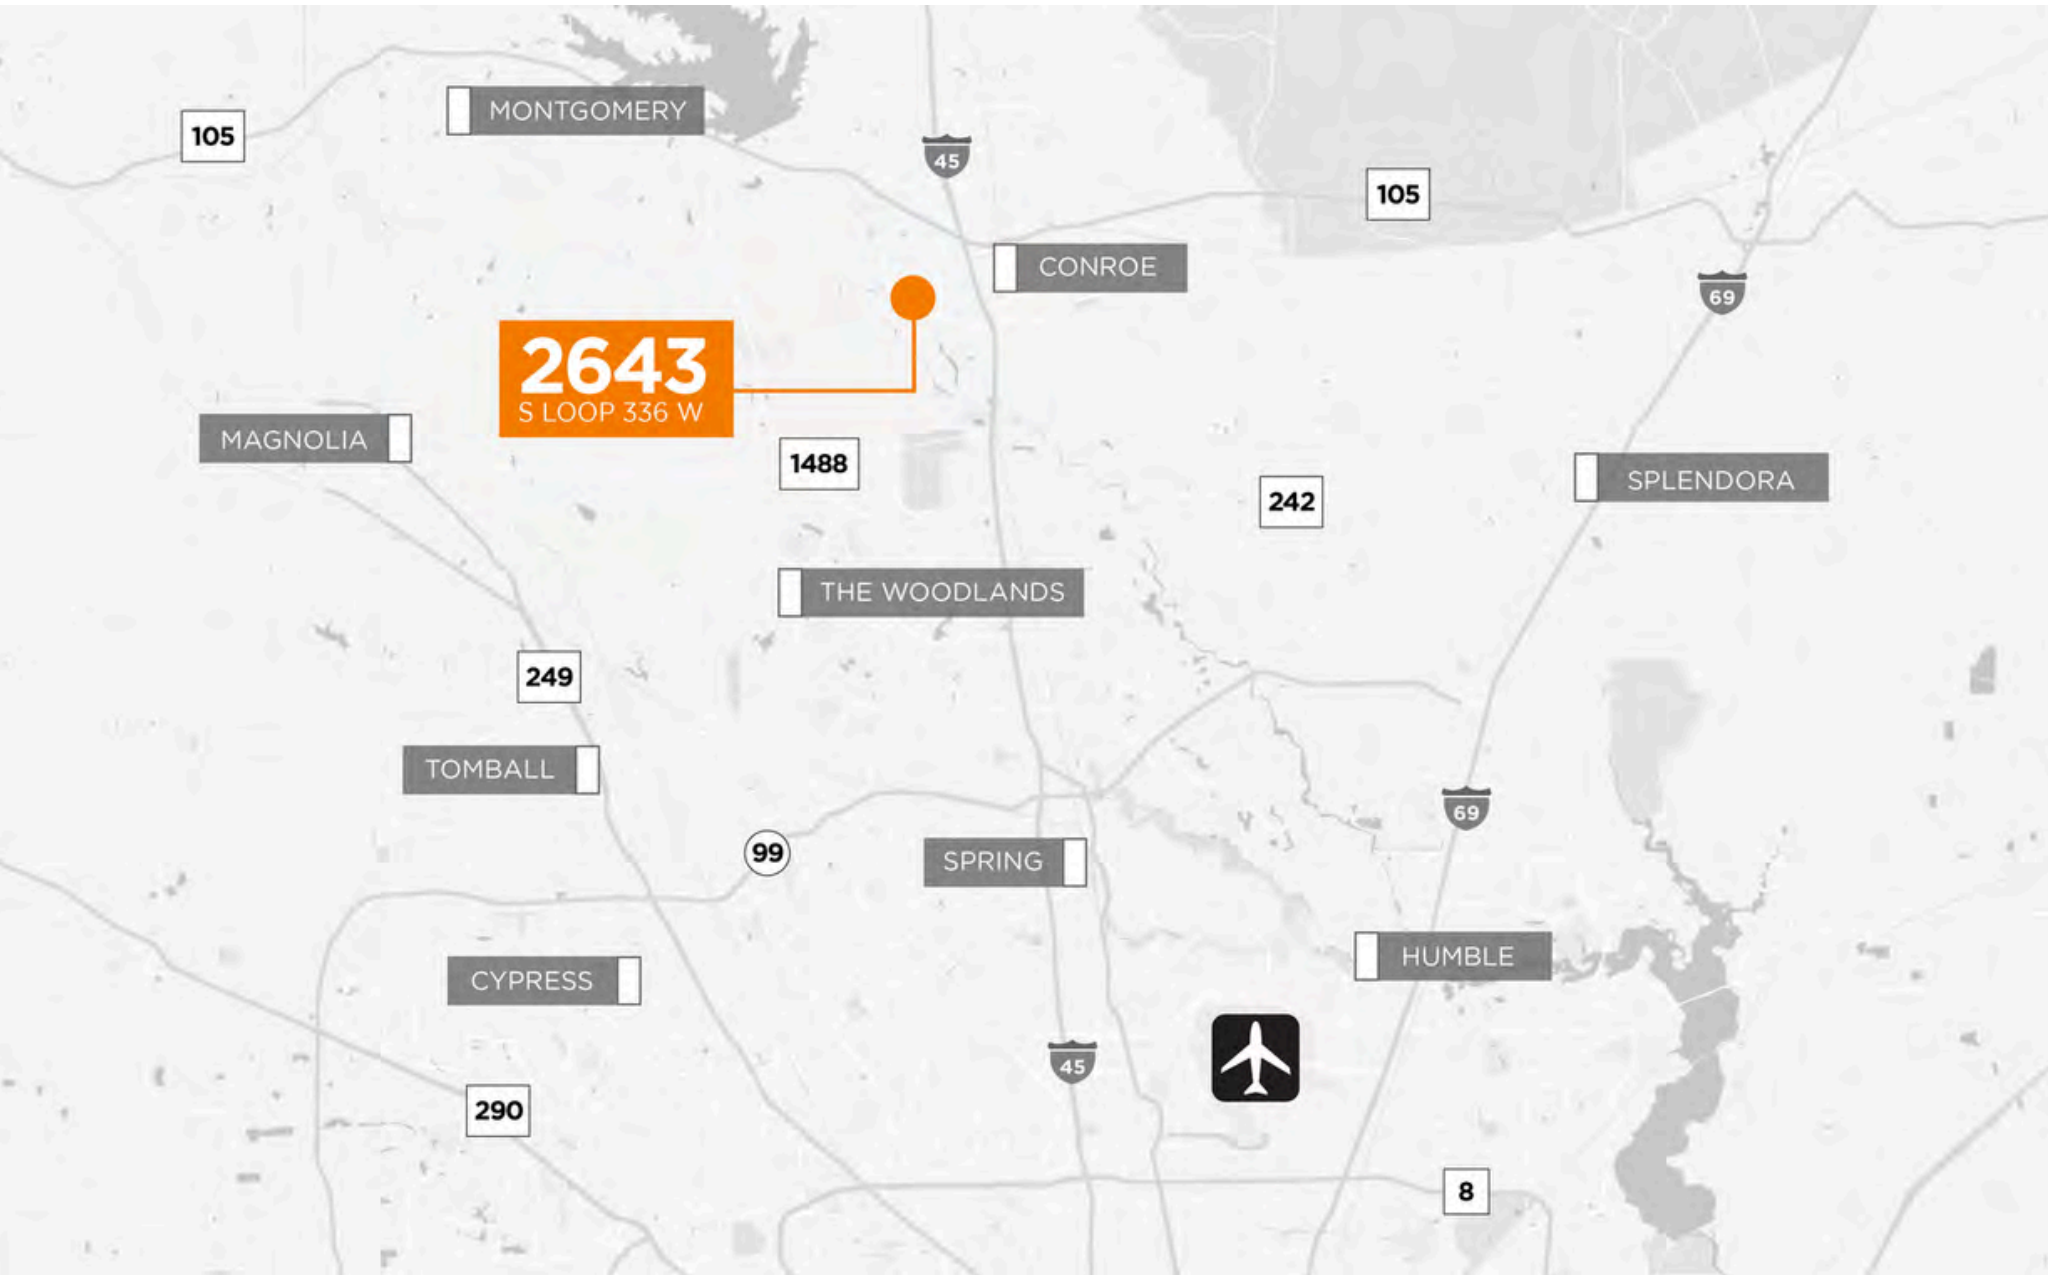 MONTGOMERY
105
45
105
CONROE
69
2643
S LOOP 336 W
MAGNOLIA
1488
SPLENDORA
242
THE WOODLANDS
249
TOMBALL
69
99
SPRING
HUMBLE
CYPRESS
45
290
8